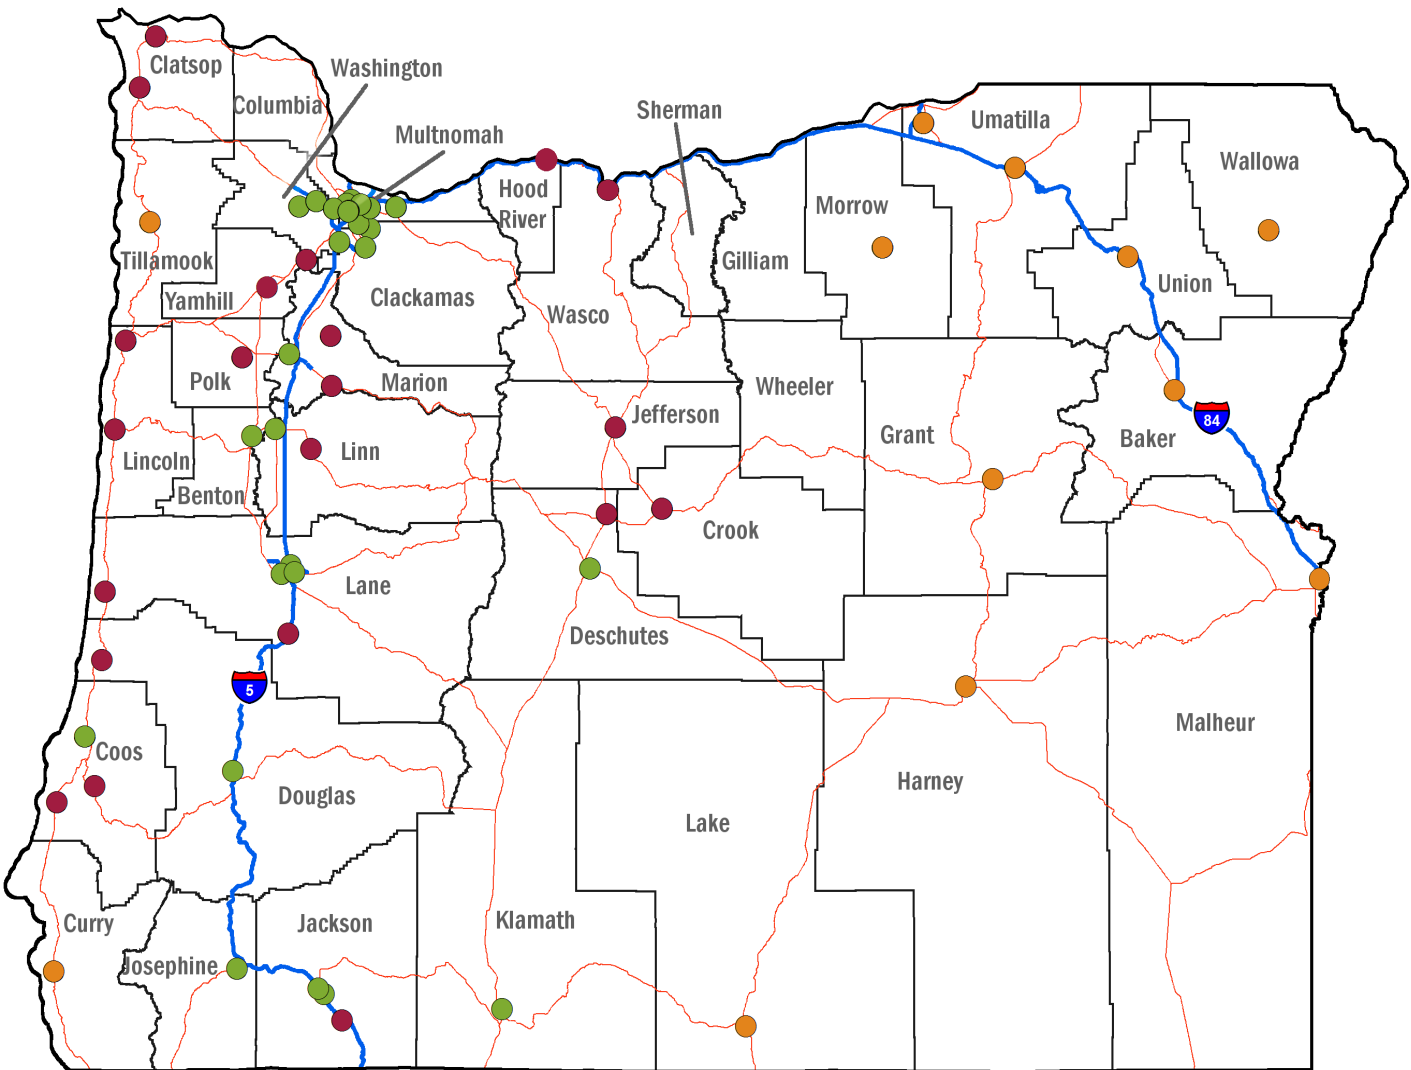 Clatsop
Washington
Columbia
Sherman
Multnomah
Umatilla
Wallowa
Hood
River
Morrow
Tillamook
Gilliam
Yamhill
Clackamas
Union
Wasco
Polk
Marion
Wheeler
Jefferson
84
Grant
Baker
Linn
Lincoln
Benton
Crook
Lane
Deschutes
5
Malheur
Coos
Harney
Douglas
Lake
Curry
Jackson
Klamath
Josephine